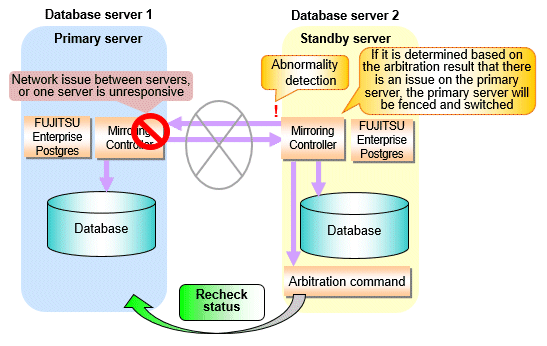 Database server 1
Primary server
Network issue between servers,
or one server is unresponsive
FUJITSU
Enterprise
Postgres
Mirroring
Controller
Database
Database server 2
Standby server
Abnormality
detection
If it is determined based on
the arbitration result that there
is an issue on the primary
server, the primary server will
be fenced and switched
!
Mirroring
Controller
FUJITSU
Enterprise
Postgres
Database
Arbitration command
Recheck
status